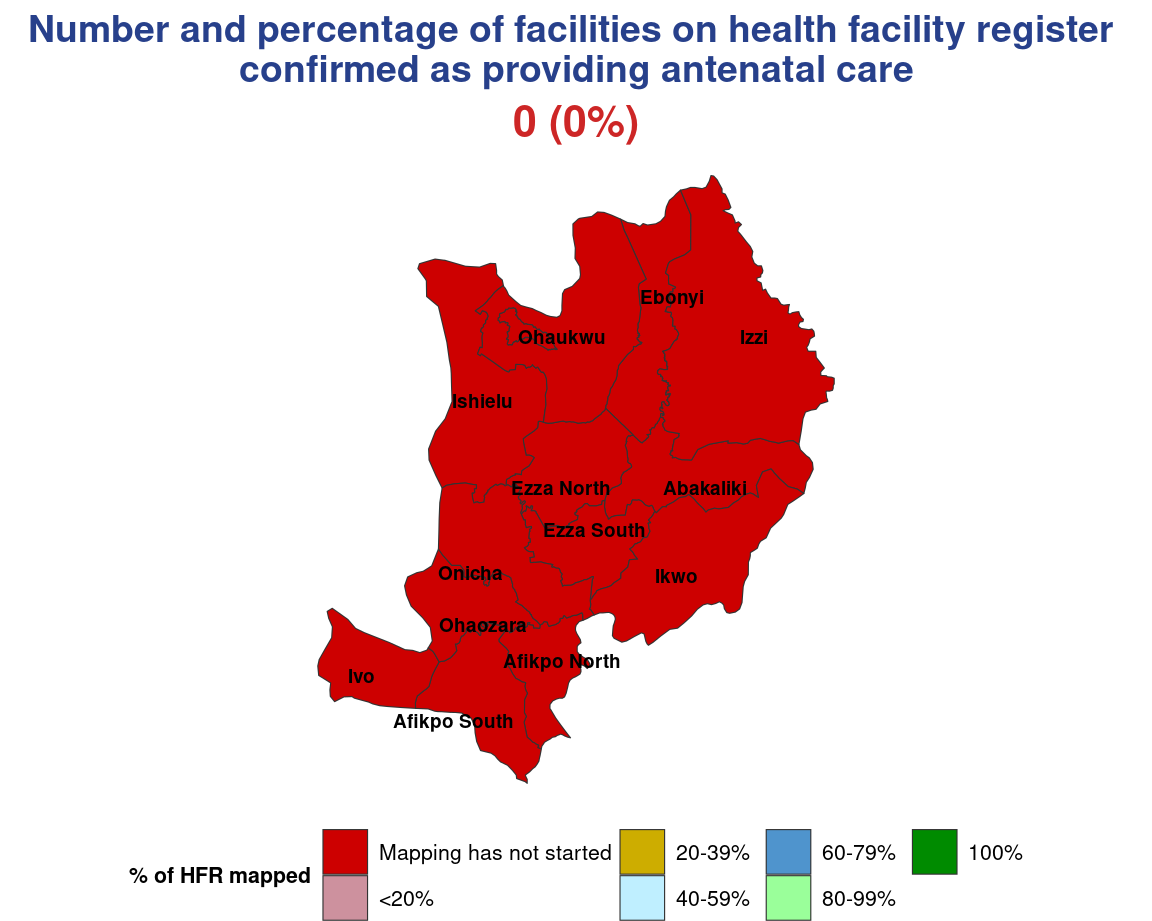 Number and percentage of facilities on health facility register
confirmed as providing antenatal care
0 (0%)
Ebonyi
Ohaukwu
Izzi
Ishielu
Ezza North
Abakaliki
Ezza South
Onicha
Ikwo
Ohaozara
Afikpo North
Ivo
Afikpo South
% of HFR mapped
Mapping has not started
<20%
20-39%
40-59%
60-79%
80-99%
100%